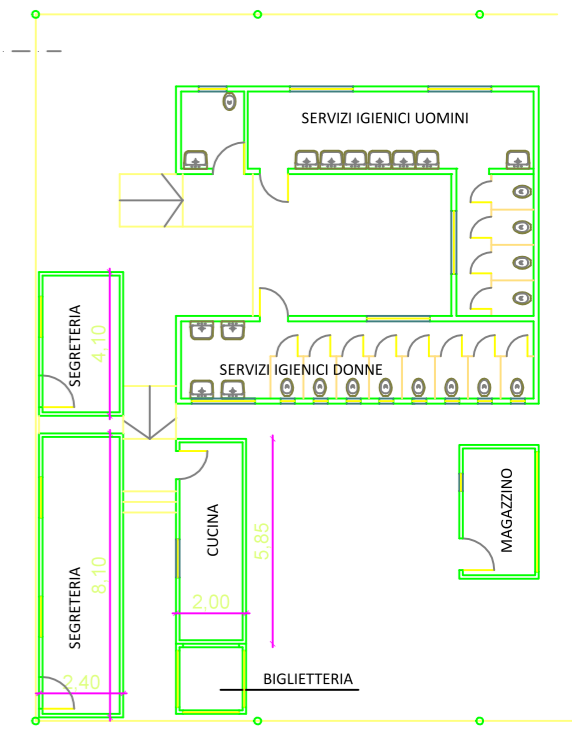 SERVIZI IGIENICI UOMINI
SEGRETERIA
4,10
SERVIZI IGIENICI DONNE
CUCINA
5,85
MAGAZZINO
SEGRETERIA
8,10
2,00
2,40
BIGLIETTERIA